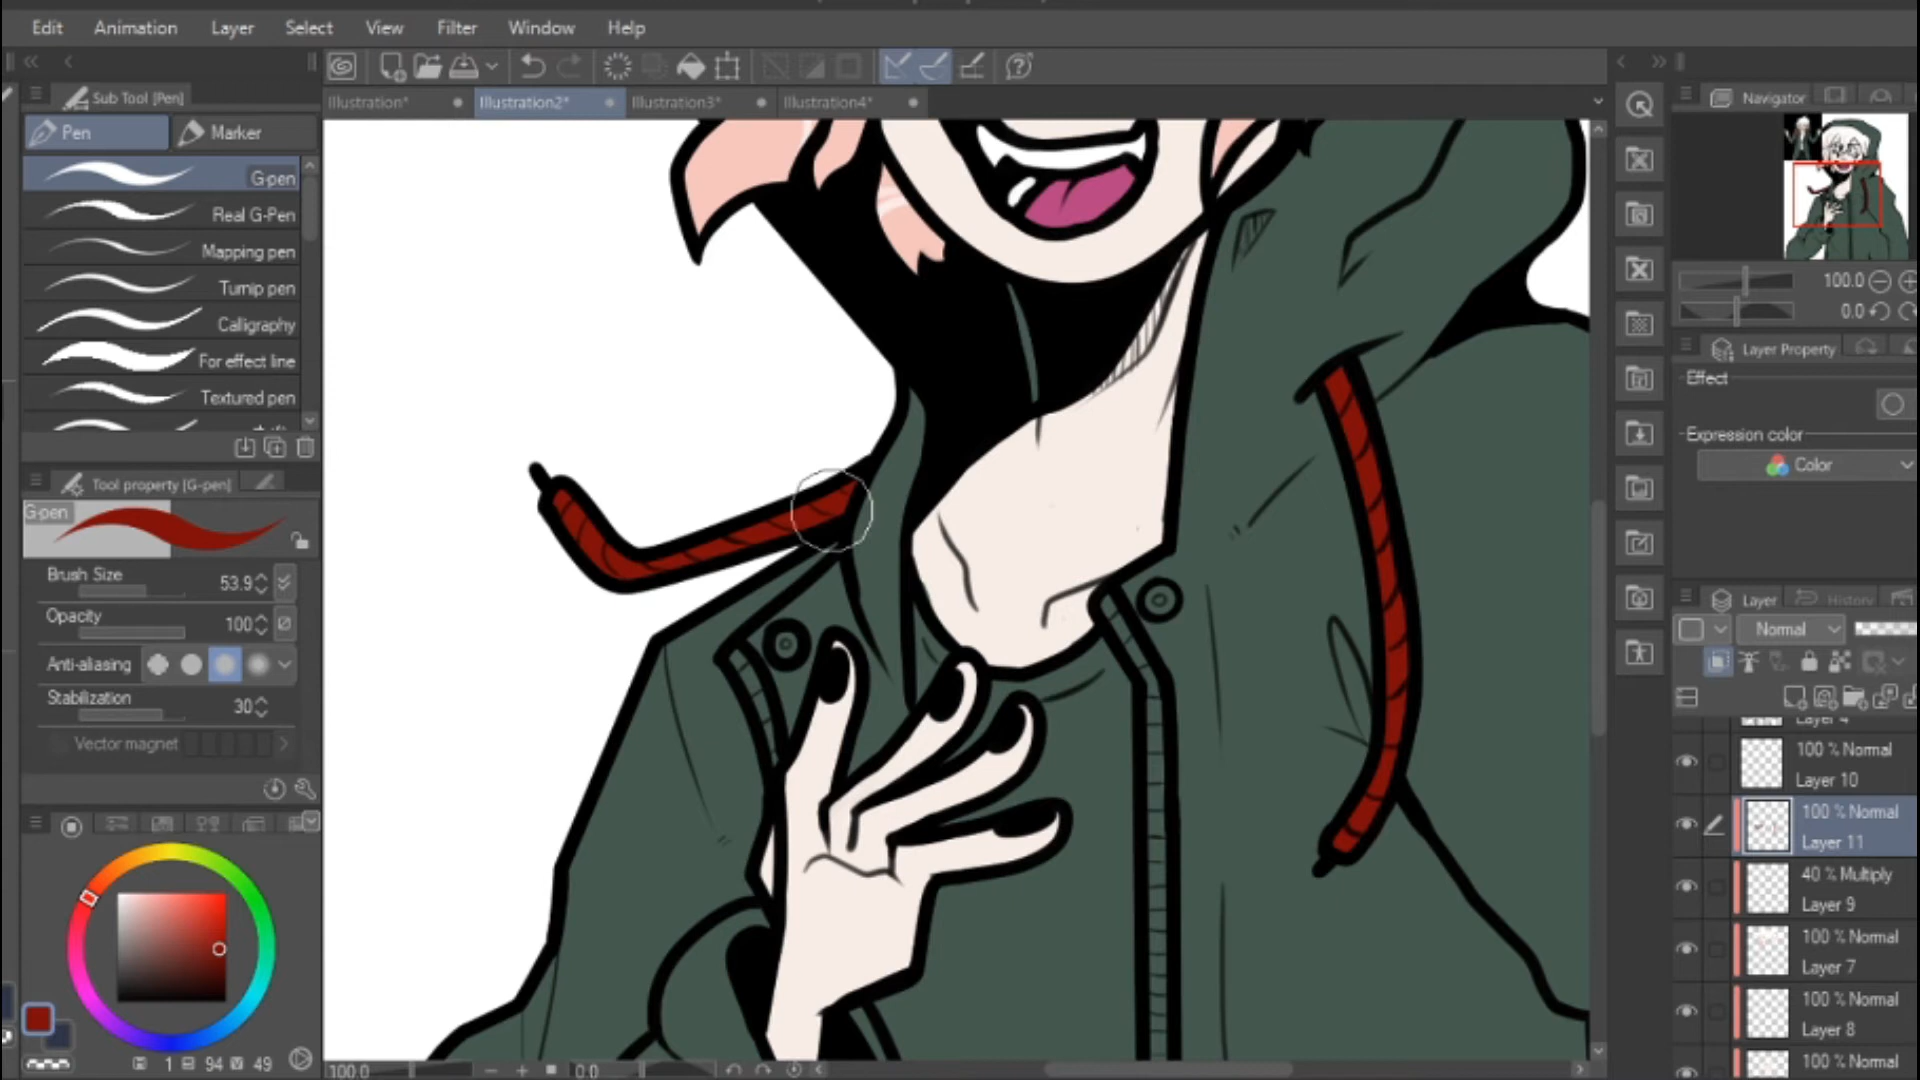 Edit Animation Layer Select View Filter Window Help
Sub Tool [Pen]
Illustration* Illustration2* Illustration3* Illustration4*
Navigator
Pen Marker
G-pen
Real G-Pen
Mapping pen
Turnip pen
Calligraphy
For effect line
Textured pen
100.0
0.0
Layer Property
Effect
Expression color
Color
Tool property [G-pen]
G-pen
Brush Size 53.9
Opacity 100
Anti-aliasing
Stabilization 30
Vector magnet
Layer History
Normal
Layer 4
100 % Normal
Layer 10
100 % Normal
Layer 11
40 % Multiply
Layer 9
100 % Normal
Layer 7
100 % Normal
Layer 8
100 % Normal
H 1 S 94 V 49
100.0 0.0